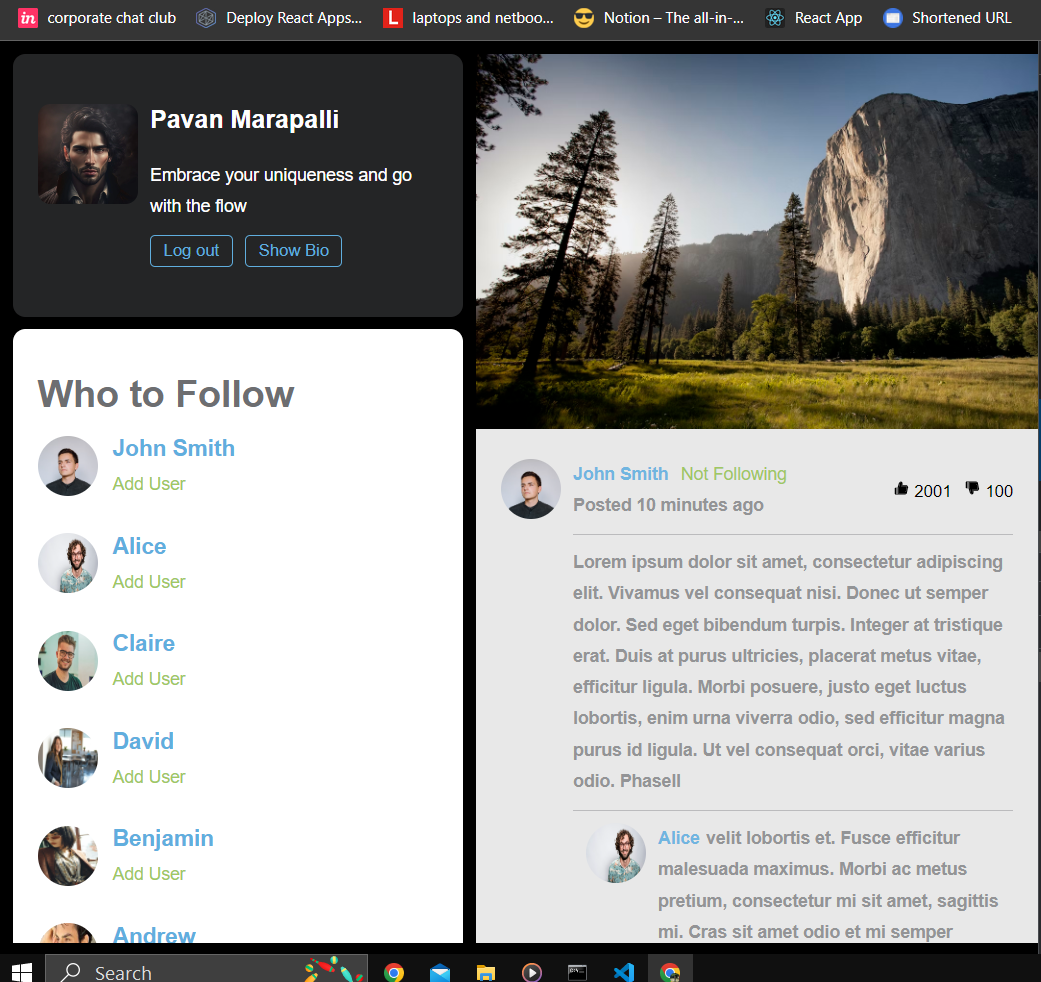 in corporate chat club Deploy React Apps... L laptops and netboo... Notion – The all-in-... React App Shortened URL
Pavan Marapalli
Embrace your uniqueness and go
with the flow
Log out Show Bio
Who to Follow
John Smith
Add User
Alice
Add User
Claire
Add User
David
Add User
Benjamin
Add User
Andrew
John Smith Not Following
Posted 10 minutes ago
2001 100
Lorem ipsum dolor sit amet, consectetur adipiscing
elit. Vivamus vel consequat nisi. Donec ut semper
dolor. Sed eget bibendum turpis. Integer at tristique
erat. Duis at purus ultricies, placerat metus vitae,
efficitur ligula. Morbi posuere, justo eget luctus
lobortis, enim urna viverra odio, sed efficitur magna
purus id ligula. Ut vel consequat orci, vitae varius
odio. Phasell
Alice velit lobortis et. Fusce efficitur
malesuada maximus. Morbi ac metus
pretium, consectetur mi sit amet, sagittis
mi. Cras sit amet odio et mi semper
Search